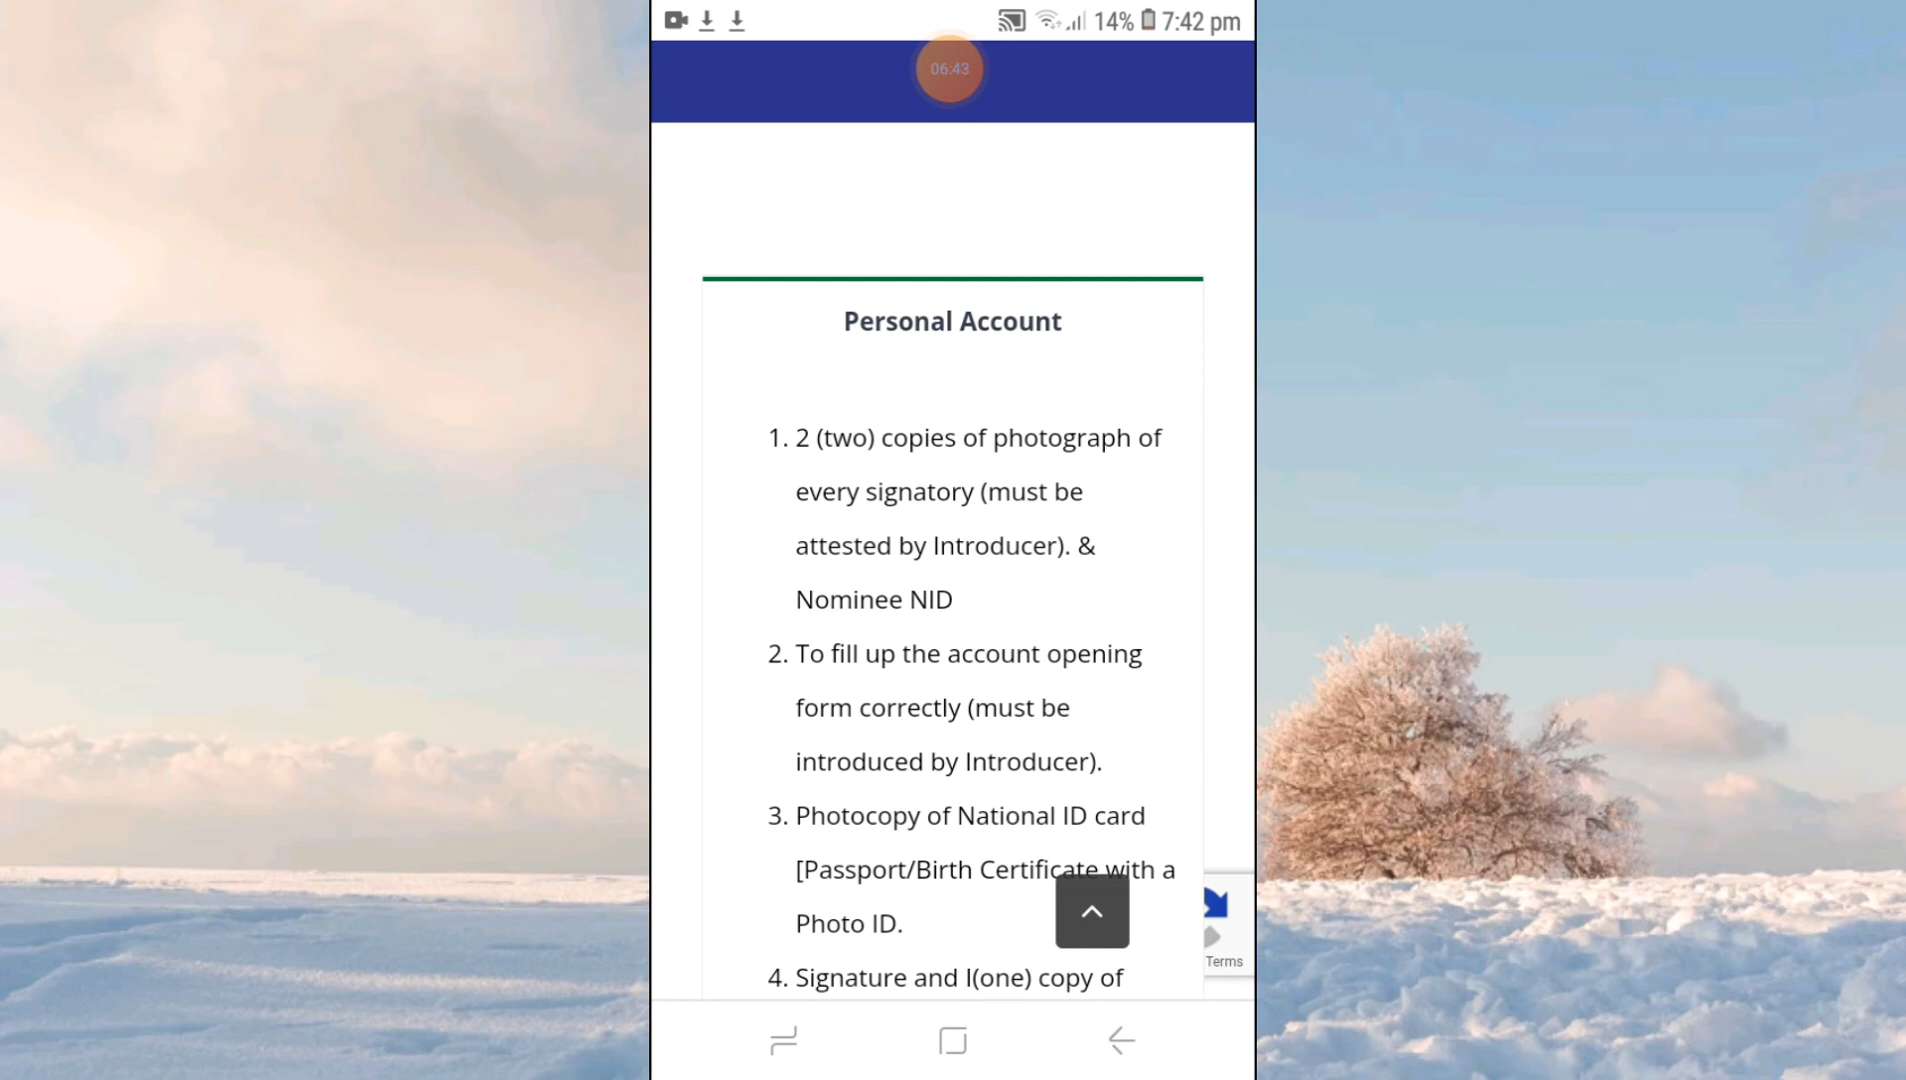 14% 7:42 pm
06:43
Personal Account
1. 2 (two) copies of photograph of
every signatory (must be
attested by Introducer). &
Nominee NID
2. To fill up the account opening
form correctly (must be
introduced by Introducer).
3. Photocopy of National ID card
[Passport/Birth Certificate with a
Photo ID.
Terms
4. Signature and I(one) copy of